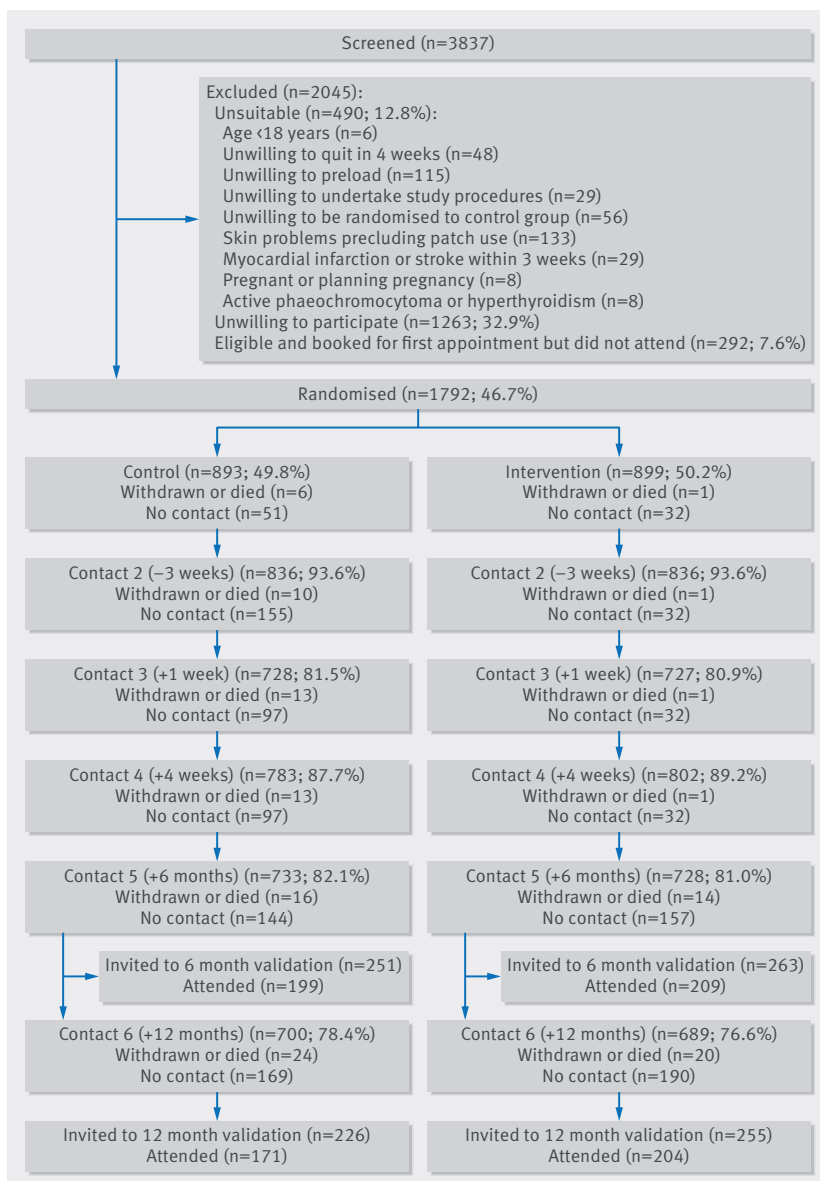 Screened (n=3837)
Excluded (n=2045):
Unsuitable (n=490; 12.8%):
Age <18 years (n=6)
Unwilling to quit in 4 weeks (n=48)
Unwilling to preload (n=115)
Unwilling to undertake study procedures (n=29)
Unwilling to be randomised to control group (n=56)
Skin problems precluding patch use (n=133)
Myocardial infarction or stroke within 3 weeks (n=29)
Pregnant or planning pregnancy (n=8)
Active phaeochromocytoma or hyperthyroidism (n=8)
Unwilling to participate (n=1263; 32.9%)
Eligible and booked for first appointment but did not attend (n=292; 7.6%)
Randomised (n=1792; 46.7%)
Control (n=893; 49.8%)
Withdrawn or died (n=6)
No contact (n=51)
Intervention (n=899; 50.2%)
Withdrawn or died (n=1)
No contact (n=32)
Contact 2 (−3 weeks) (n=836; 93.6%)
Withdrawn or died (n=10)
No contact (n=155)
Contact 2 (−3 weeks) (n=836; 93.6%)
Withdrawn or died (n=1)
No contact (n=32)
Contact 3 (+1 week) (n=728; 81.5%)
Withdrawn or died (n=13)
No contact (n=97)
Contact 3 (+1 week) (n=727; 80.9%)
Withdrawn or died (n=1)
No contact (n=32)
Contact 4 (+4 weeks) (n=783; 87.7%)
Withdrawn or died (n=13)
No contact (n=97)
Contact 4 (+4 weeks) (n=802; 89.2%)
Withdrawn or died (n=1)
No contact (n=32)
Contact 5 (+6 months) (n=733; 82.1%)
Withdrawn or died (n=16)
No contact (n=144)
Contact 5 (+6 months) (n=728; 81.0%)
Withdrawn or died (n=14)
No contact (n=157)
Invited to 6 month validation (n=251)
Attended (n=199)
Invited to 6 month validation (n=263)
Attended (n=209)
Contact 6 (+12 months) (n=700; 78.4%)
Withdrawn or died (n=24)
No contact (n=169)
Contact 6 (+12 months) (n=689; 76.6%)
Withdrawn or died (n=20)
No contact (n=190)
Invited to 12 month validation (n=226)
Attended (n=171)
Invited to 12 month validation (n=255)
Attended (n=204)